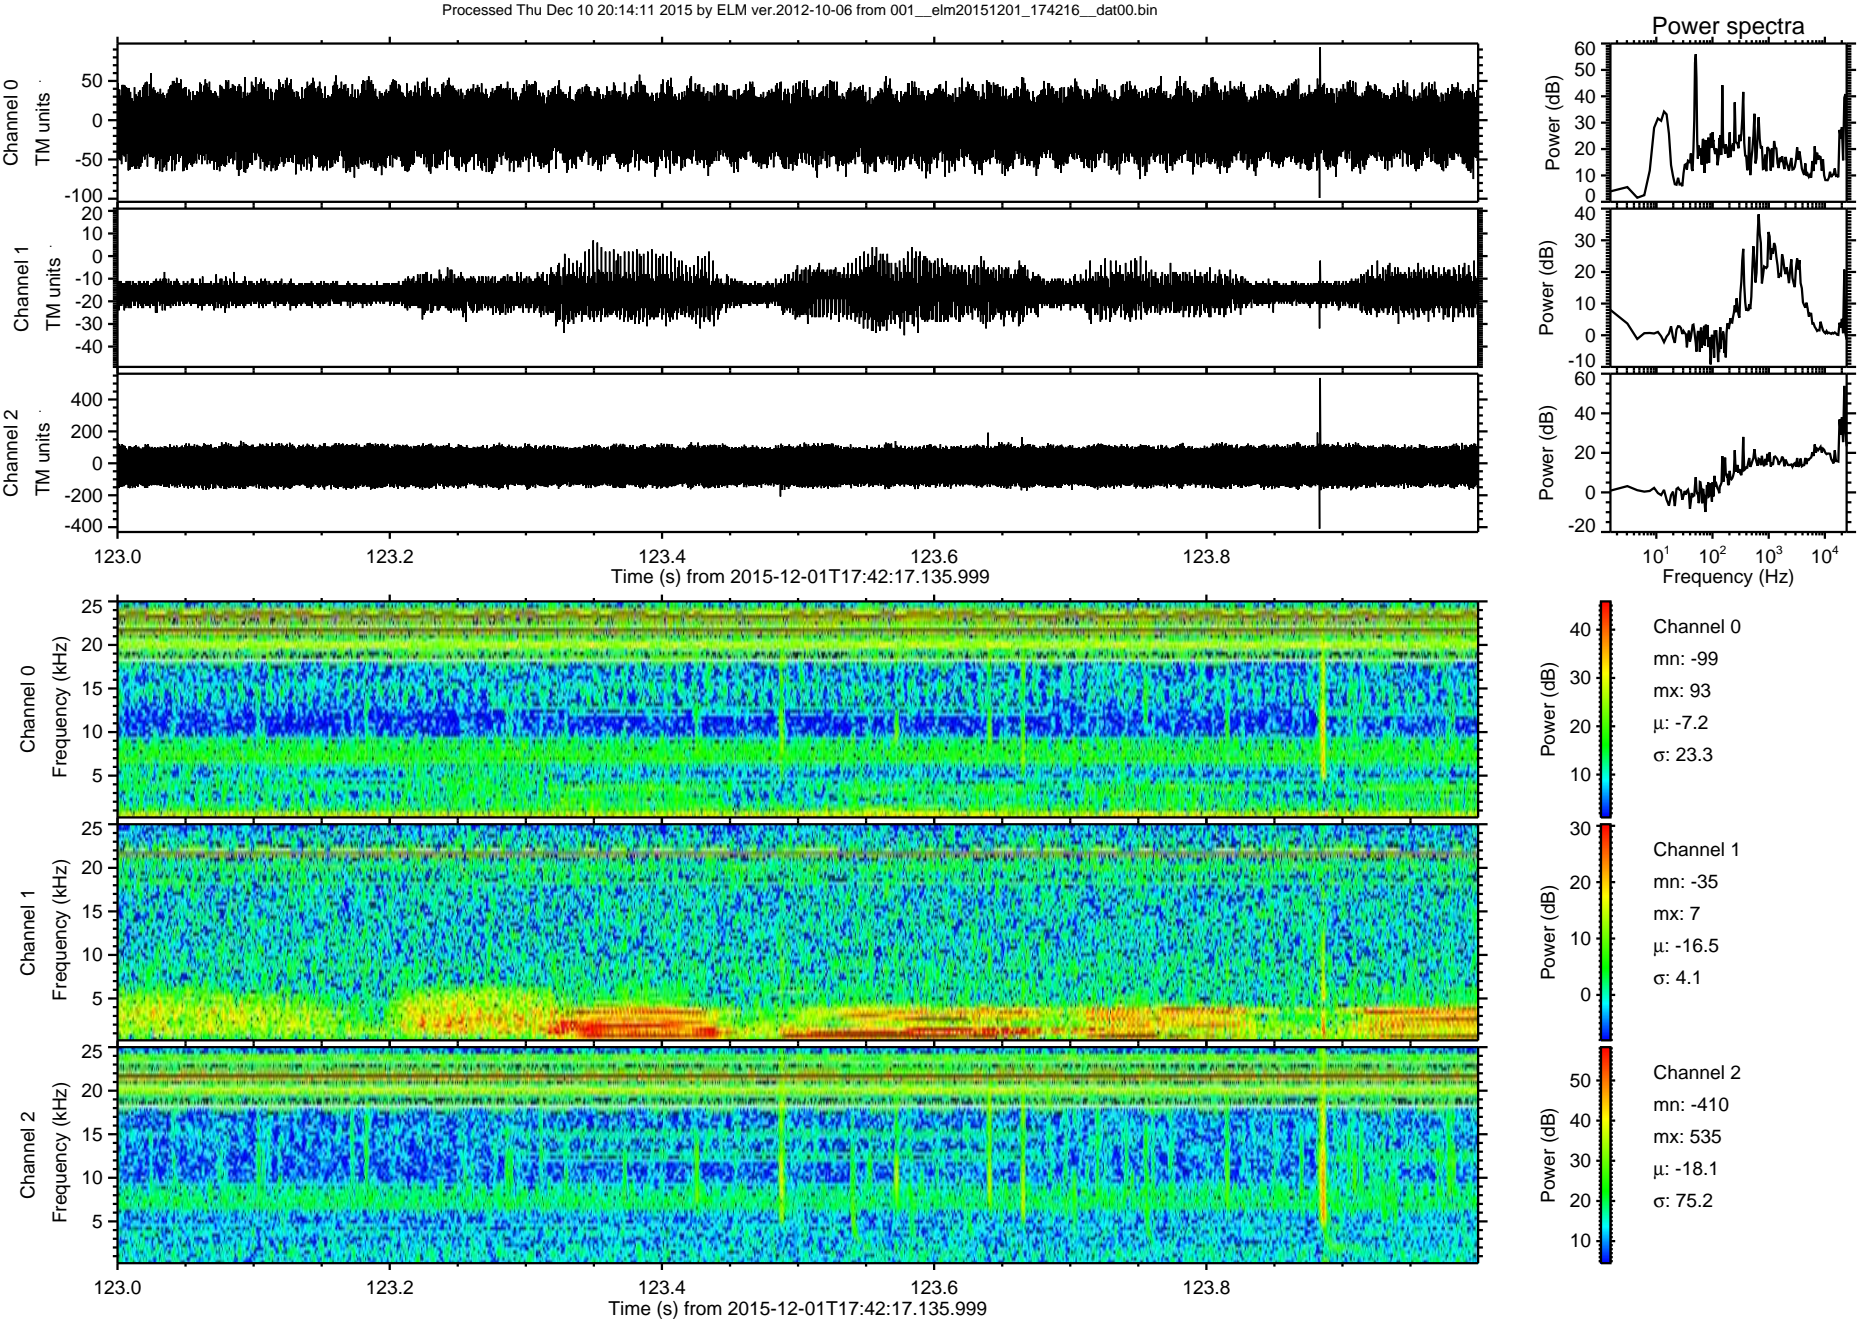 Processed Thu Dec 10 20:14:11 2015 by ELM ver.2012-10-06 from 001__elm20151201_174216__dat00.bin
Power spectra
Channel 0
TM units
50
0
-50
-100
Power (dB)
60
50
40
30
20
10
0
Channel 1
TM units
20
10
0
-10
-20
-30
-40
Power (dB)
40
30
20
10
0
-10
Channel 2
TM units
400
200
0
-200
-400
Power (dB)
60
40
20
0
-20
123.0 123.2 123.4 123.6 123.8
Time (s) from 2015-12-01T17:42:17.135.999
10^1 10^2 10^3 10^4
Frequency (Hz)
Channel 0
Frequency (kHz)
25
20
15
10
5
Power (dB)
40
30
20
10
Channel 0
mn: -99
mx: 93
μ: -7.2
σ: 23.3
Channel 1
Frequency (kHz)
25
20
15
10
5
Power (dB)
30
20
10
0
Channel 1
mn: -35
mx: 7
μ: -16.5
σ: 4.1
Channel 2
Frequency (kHz)
25
20
15
10
5
Power (dB)
50
40
30
20
10
Channel 2
mn: -410
mx: 535
μ: -18.1
σ: 75.2
123.0 123.2 123.4 123.6 123.8
Time (s) from 2015-12-01T17:42:17.135.999